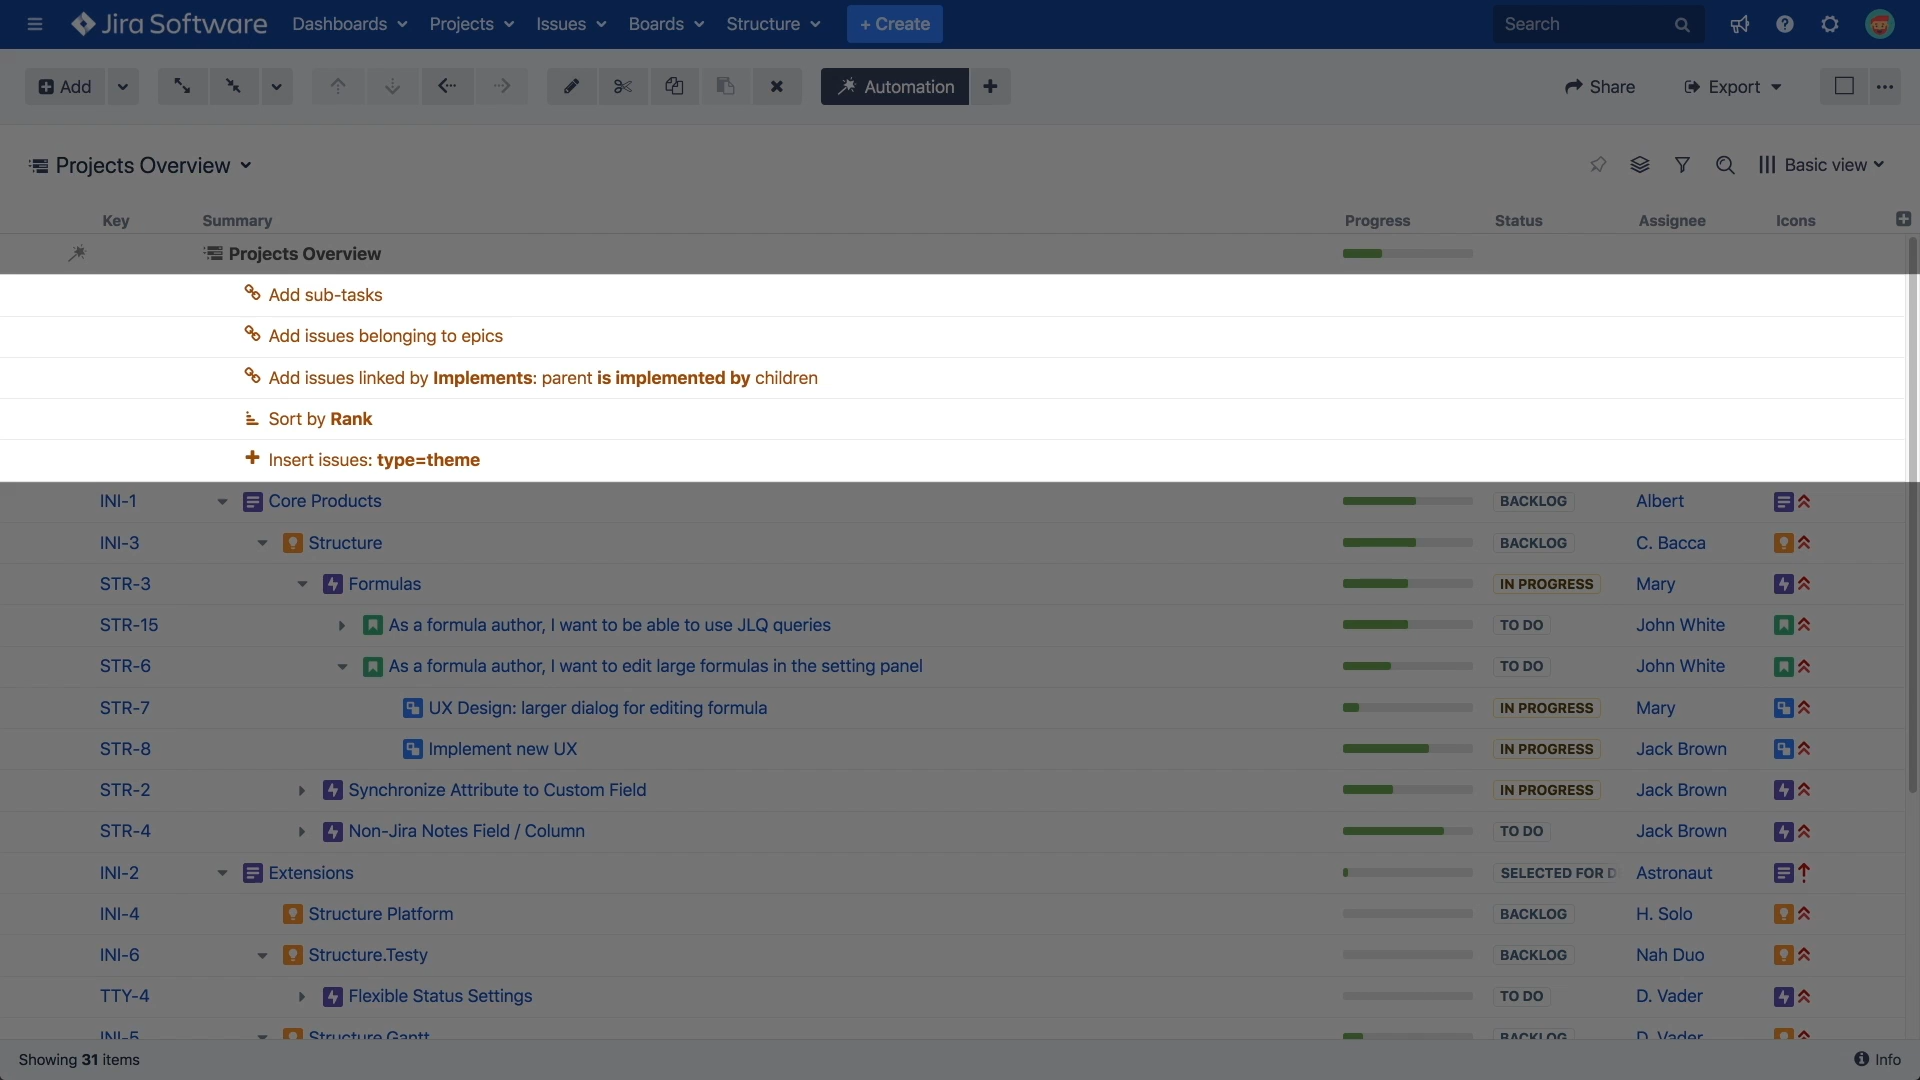 Jira Software Dashboards Projects Issues Boards Structure + Create Search
Add Automation Share Export
Projects Overview Basic view
Key Summary Progress Status Assignee Icons
Projects Overview
Add sub-tasks
Add issues belonging to epics
Add issues linked by Implements: parent is implemented by children
Sort by Rank
Insert issues: type=theme
INI-1 Core Products BACKLOG Albert
INI-3 Structure BACKLOG C. Bacca
STR-3 Formulas IN PROGRESS Mary
STR-15 As a formula author, I want to be able to use JLQ queries TO DO John White
STR-6 As a formula author, I want to edit large formulas in the setting panel TO DO John White
STR-7 UX Design: larger dialog for editing formula IN PROGRESS Mary
STR-8 Implement new UX IN PROGRESS Jack Brown
STR-2 Synchronize Attribute to Custom Field IN PROGRESS Jack Brown
STR-4 Non-Jira Notes Field / Column TO DO Jack Brown
INI-2 Extensions SELECTED FOR D Astronaut
INI-4 Structure Platform BACKLOG H. Solo
INI-6 Structure.Testy BACKLOG Nah Duo
TTY-4 Flexible Status Settings TO DO D. Vader
INI-5 Structure.Gantt BACKLOG D. Vader
Showing 31 items Info